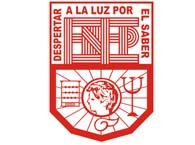 DESPERTAR
A LA LUZ POR
EL SABER
ENP